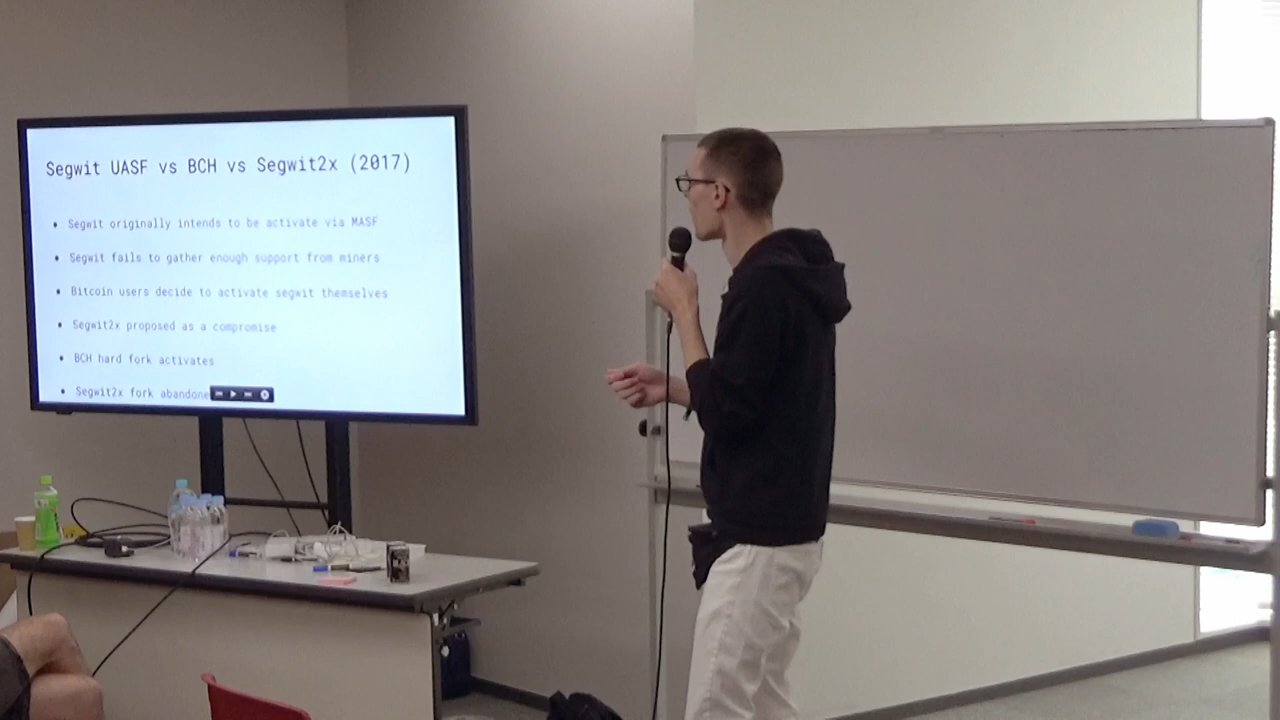 Segwit UASF vs BCH vs Segwit2x (2017)
• Segwit originally intends to be activate via MASF
• Segwit fails to gather enough support from miners
• Bitcoin users decide to activate segwit themselves
• Segwit2x proposed as a compromise
• BCH hard fork activates
• Segwit2x fork abandone